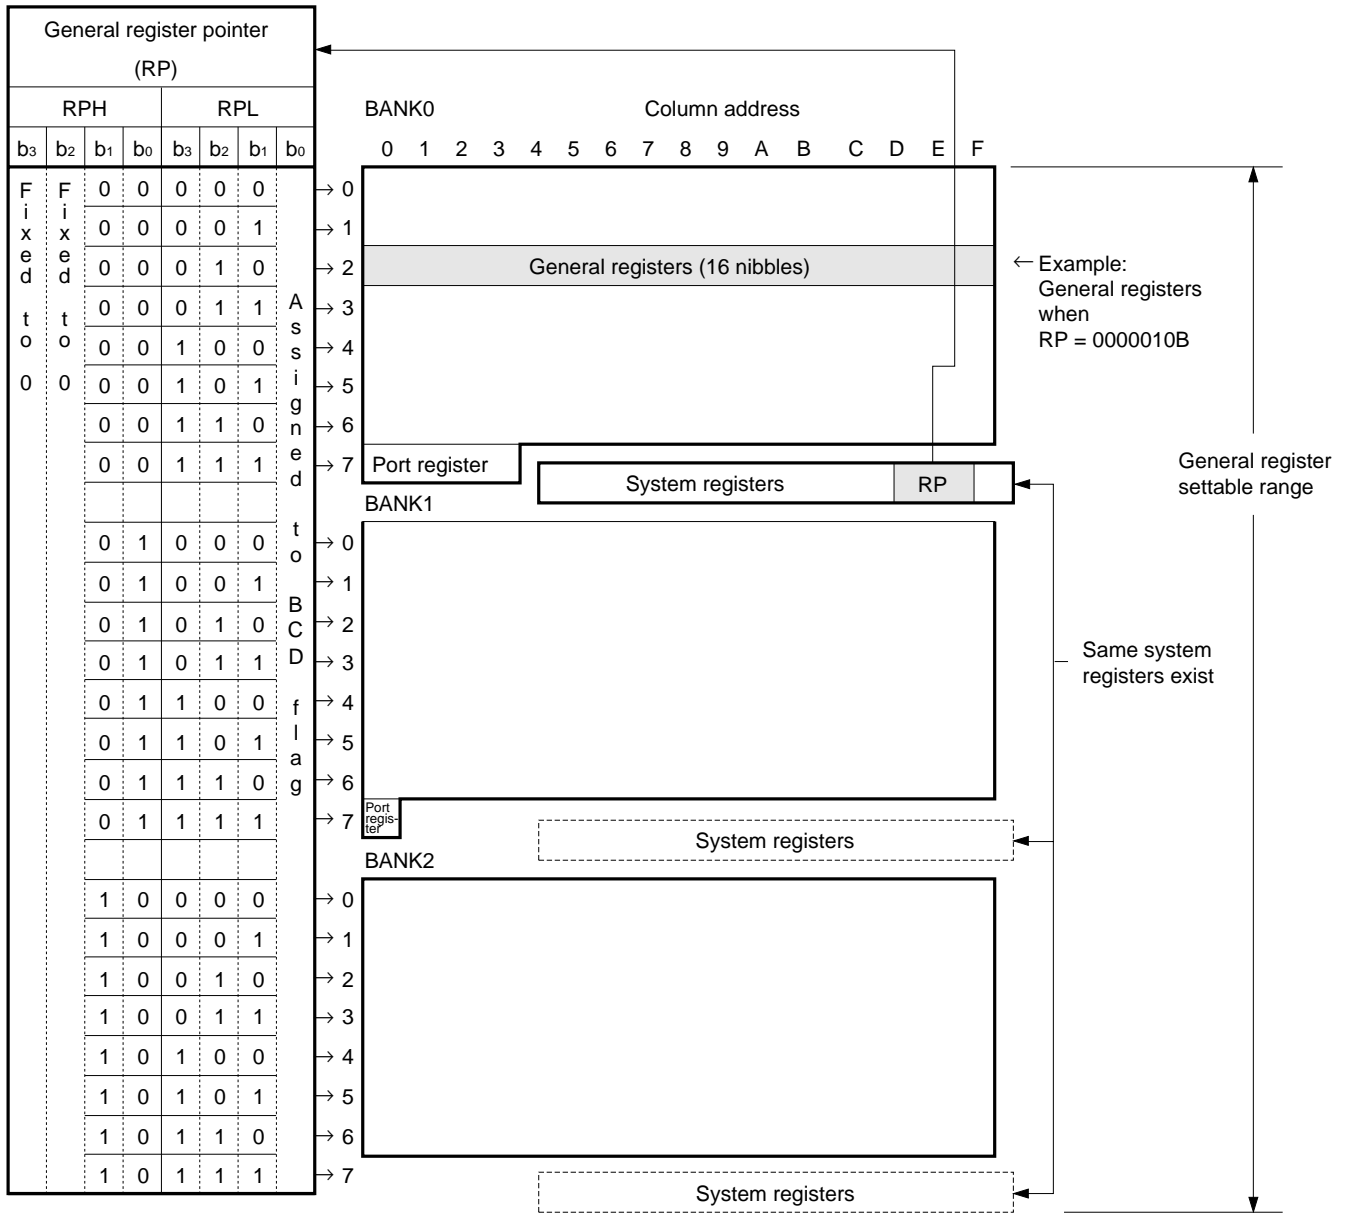 General register pointer
(RP)
RPH RPL
b3 b2 b1 b0 b3 b2 b1 b0
BANK0 Column address
0 1 2 3 4 5 6 7 8 9 A B C D E F
Fixed to 0
Fixed to 0
Assigned to BCD flag
0 0 0 0 0 → 0
0 0 0 0 1 → 1
0 0 0 1 0 → 2
General registers (16 nibbles)
← Example:
General registers
when
RP = 0000010B
0 0 0 1 1 → 3
0 0 1 0 0 → 4
0 0 1 0 1 → 5
0 0 1 1 0 → 6
0 0 1 1 1 → 7
Port register
System registers RP
General register
settable range
BANK1
0 1 0 0 0 → 0
0 1 0 0 1 → 1
0 1 0 1 0 → 2
0 1 0 1 1 → 3
Same system
registers exist
0 1 1 0 0 → 4
0 1 1 0 1 → 5
0 1 1 1 0 → 6
0 1 1 1 1 → 7
Port
regis-
ter
System registers
BANK2
1 0 0 0 0 → 0
1 0 0 0 1 → 1
1 0 0 1 0 → 2
1 0 0 1 1 → 3
1 0 1 0 0 → 4
1 0 1 0 1 → 5
1 0 1 1 0 → 6
1 0 1 1 1 → 7
System registers